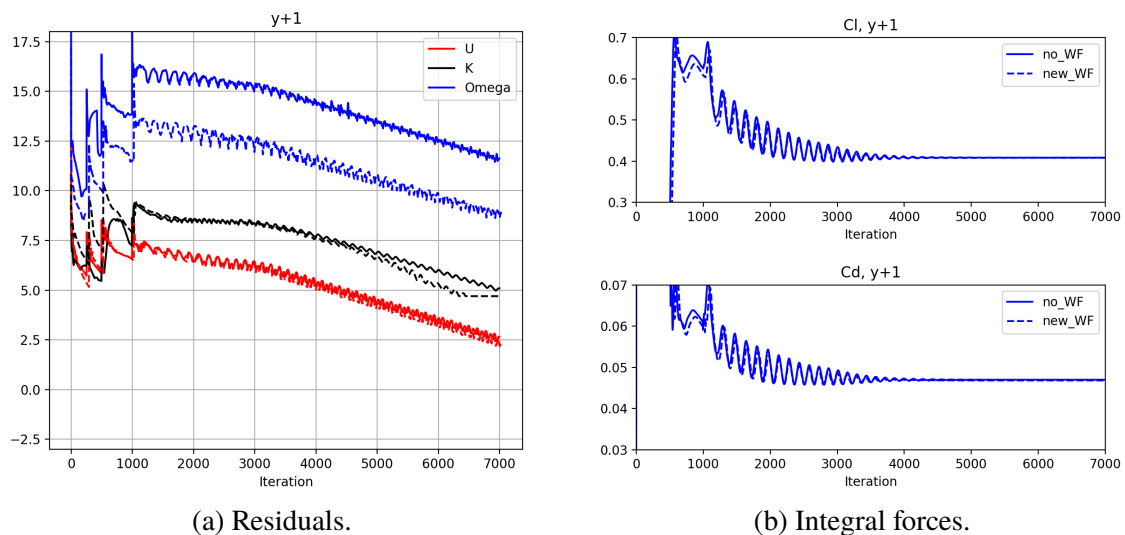 y+1
17.5
15.0
12.5
10.0
7.5
5.0
2.5
0.0
−2.5
U
K
Omega
0 1000 2000 3000 4000 5000 6000 7000
Iteration
(a) Residuals.
Cl, y+1
0.7
0.6
0.5
0.4
0.3
no_WF
new_WF
0 1000 2000 3000 4000 5000 6000 7000
Iteration
Cd, y+1
0.07
0.06
0.05
0.04
0.03
no_WF
new_WF
0 1000 2000 3000 4000 5000 6000 7000
Iteration
(b) Integral forces.